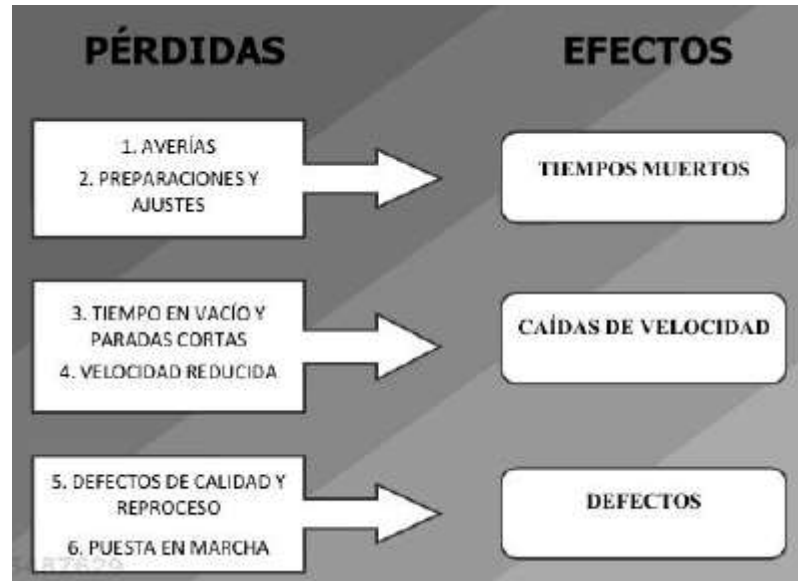 PÉRDIDAS
EFECTOS
1. AVERÍAS
2. PREPARACIONES Y
AJUSTES
TIEMPOS MUERTOS
3. TIEMPO EN VACÍO Y
PARADAS CORTAS
4. VELOCIDAD REDUCIDA
CAÍDAS DE VELOCIDAD
5. DEFECTOS DE CALIDAD Y
REPROCESO
6. PUESTA EN MARCHA
DEFECTOS